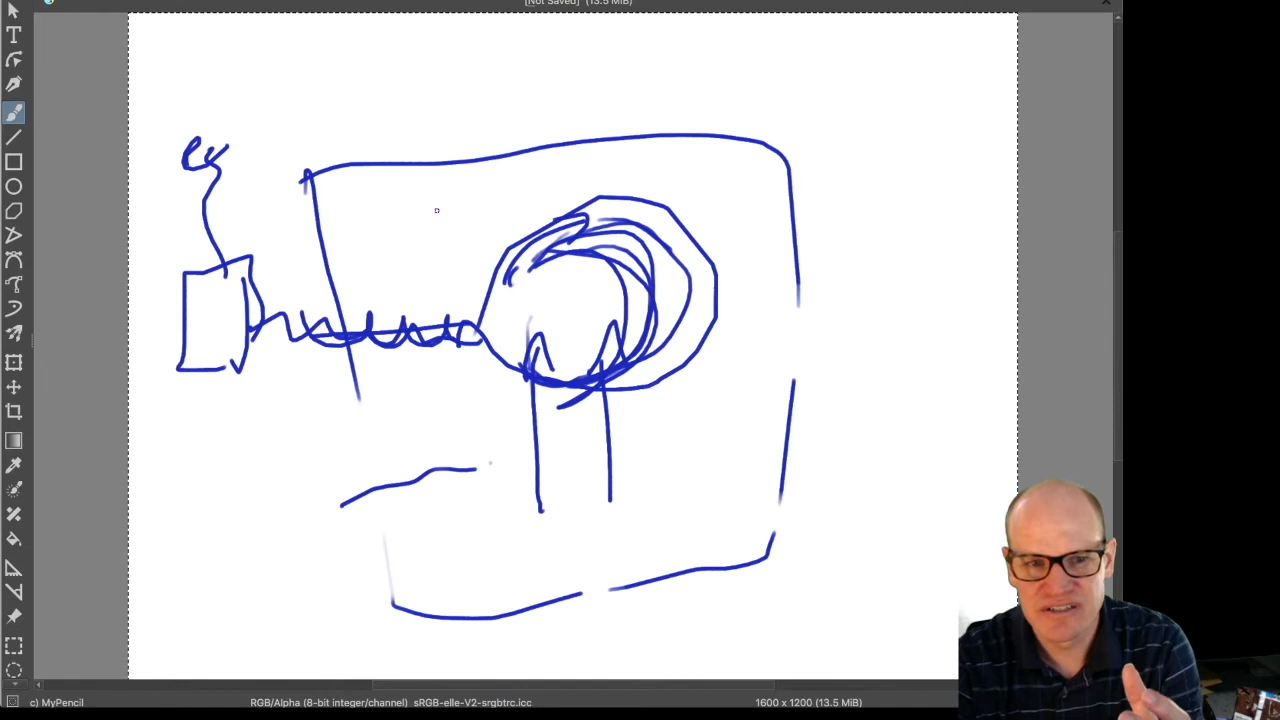 [Not Saved] (13.5 MiB)
ex
c) MyPencil
RGB/Alpha (8-bit integer/channel) sRGB-elle-V2-srgbtrc.icc
1600 x 1200 (13.5 MiB)